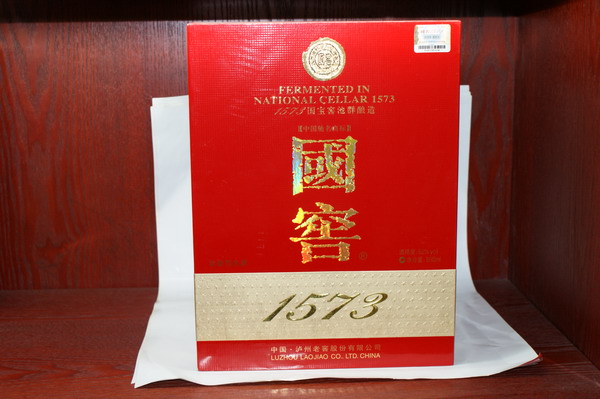 FERMENTED IN
NATIONAL CELLAR 1573
1573国宝窖池群酿造
國
窖
®
1573
中国·泸州老窖股份有限公司
LUZHOU LAOJIAO CO. LTD. CHINA